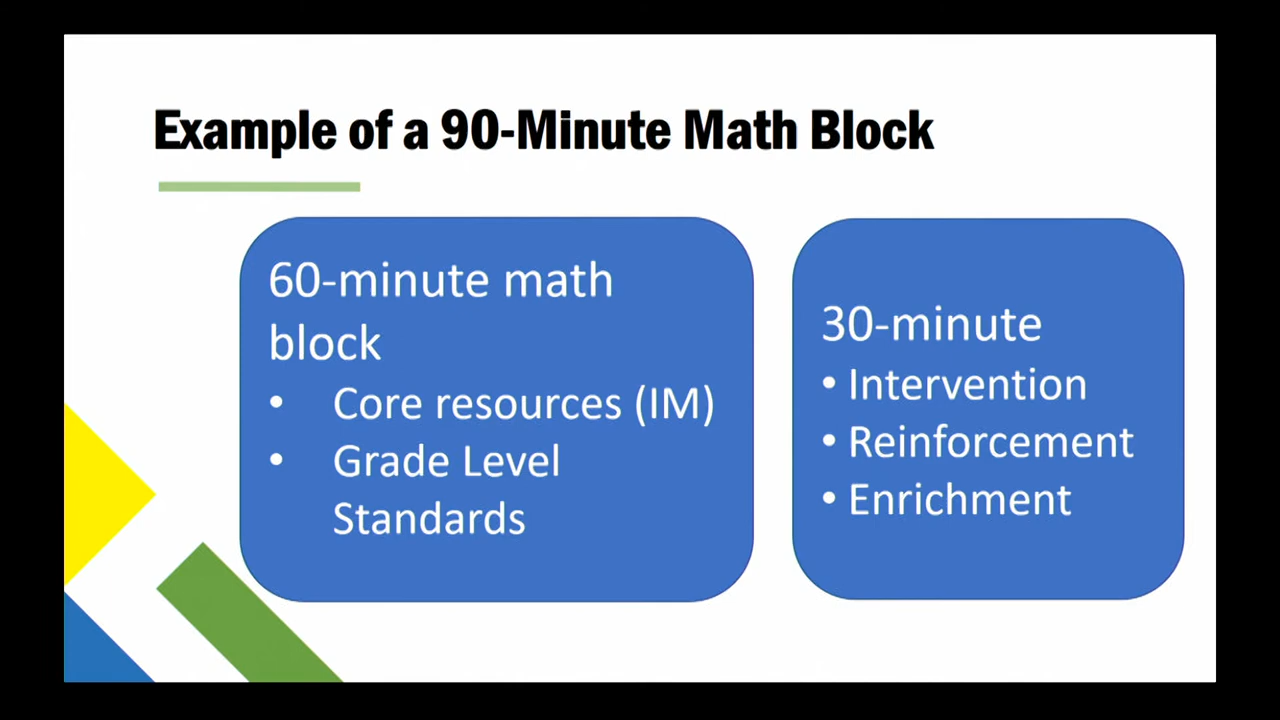 Example of a 90-Minute Math Block
60-minute math
block
• Core resources (IM)
• Grade Level
Standards
30-minute
• Intervention
• Reinforcement
• Enrichment